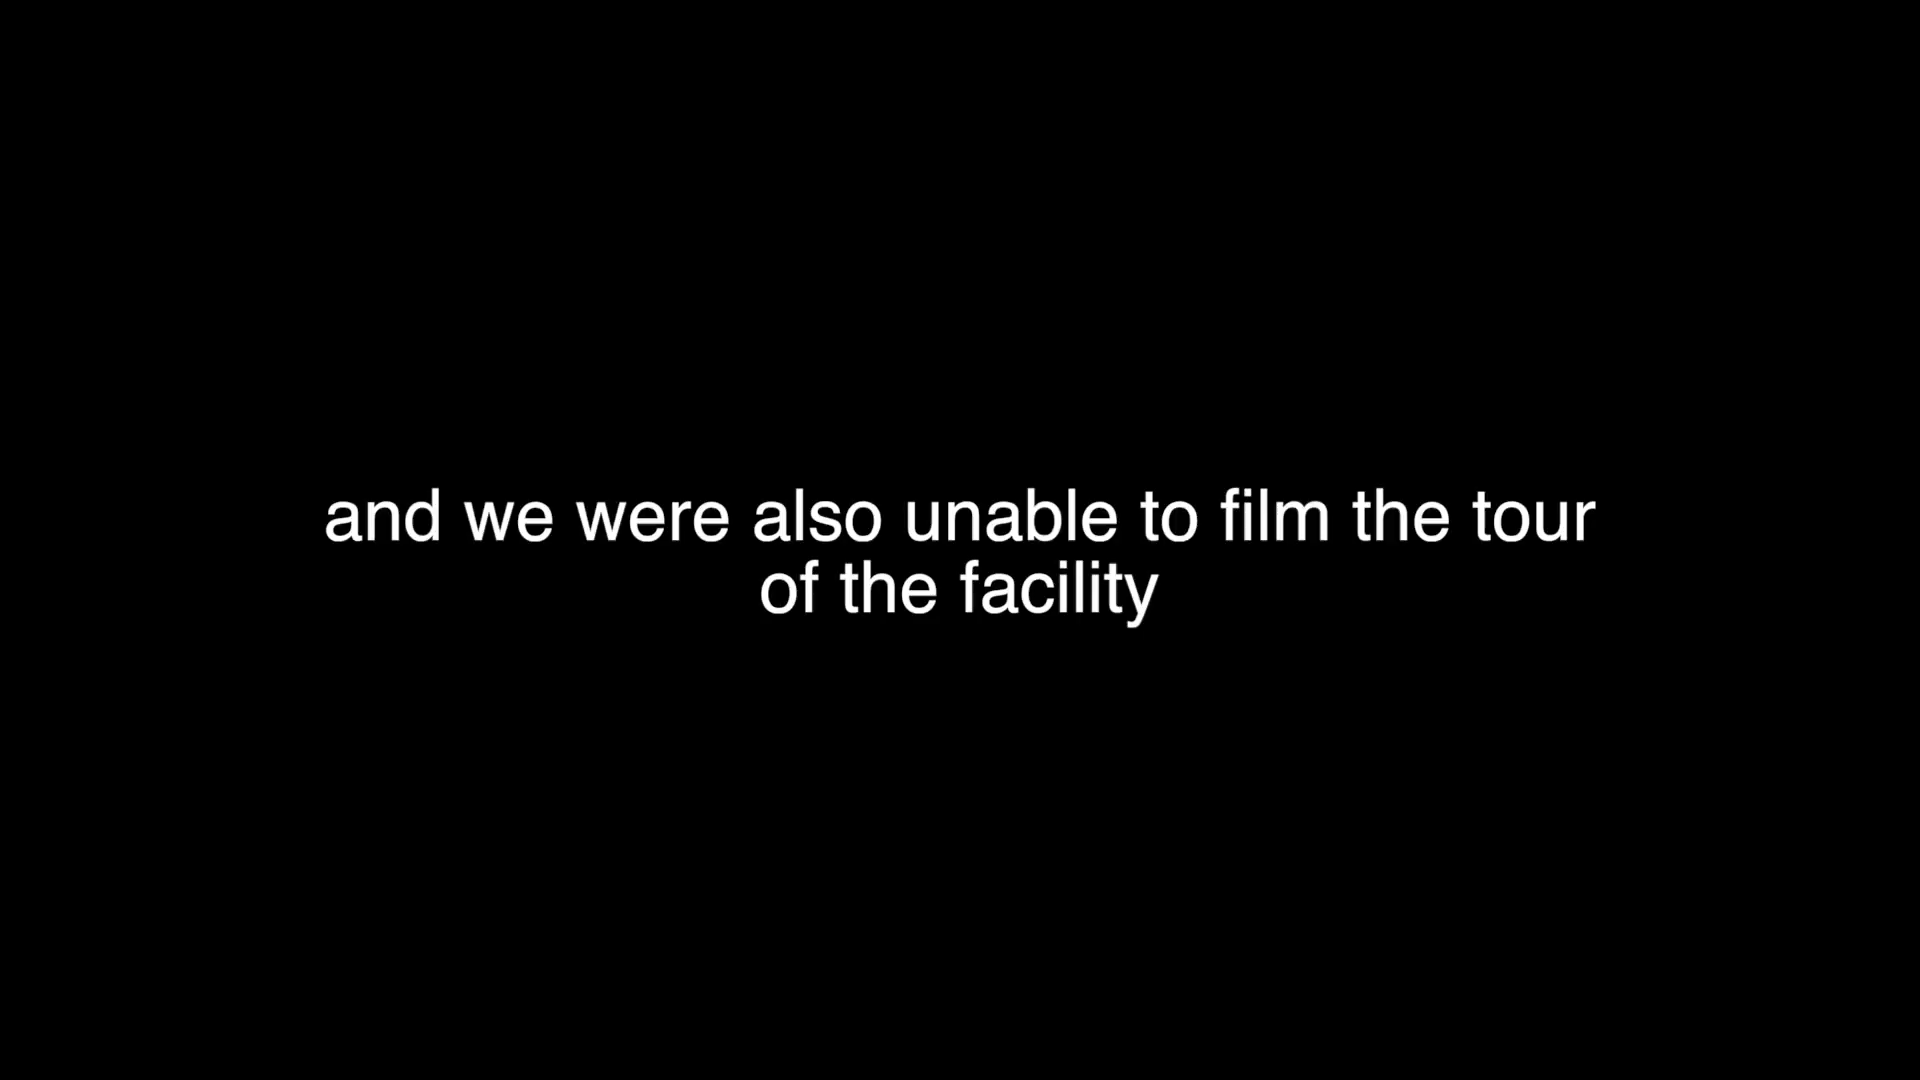 and we were also unable to film the tour
of the facility